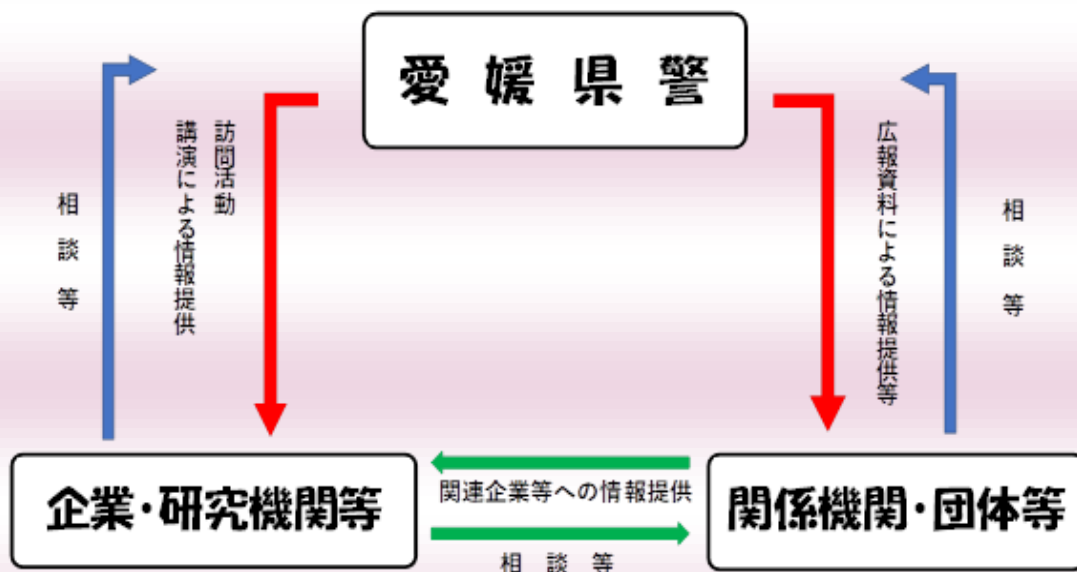 愛媛県警
相談等
訪問活動
講演による情報提供
広報資料による情報提供等
相談等
企業・研究機関等
関連企業等への情報提供
相談等
関係機関・団体等